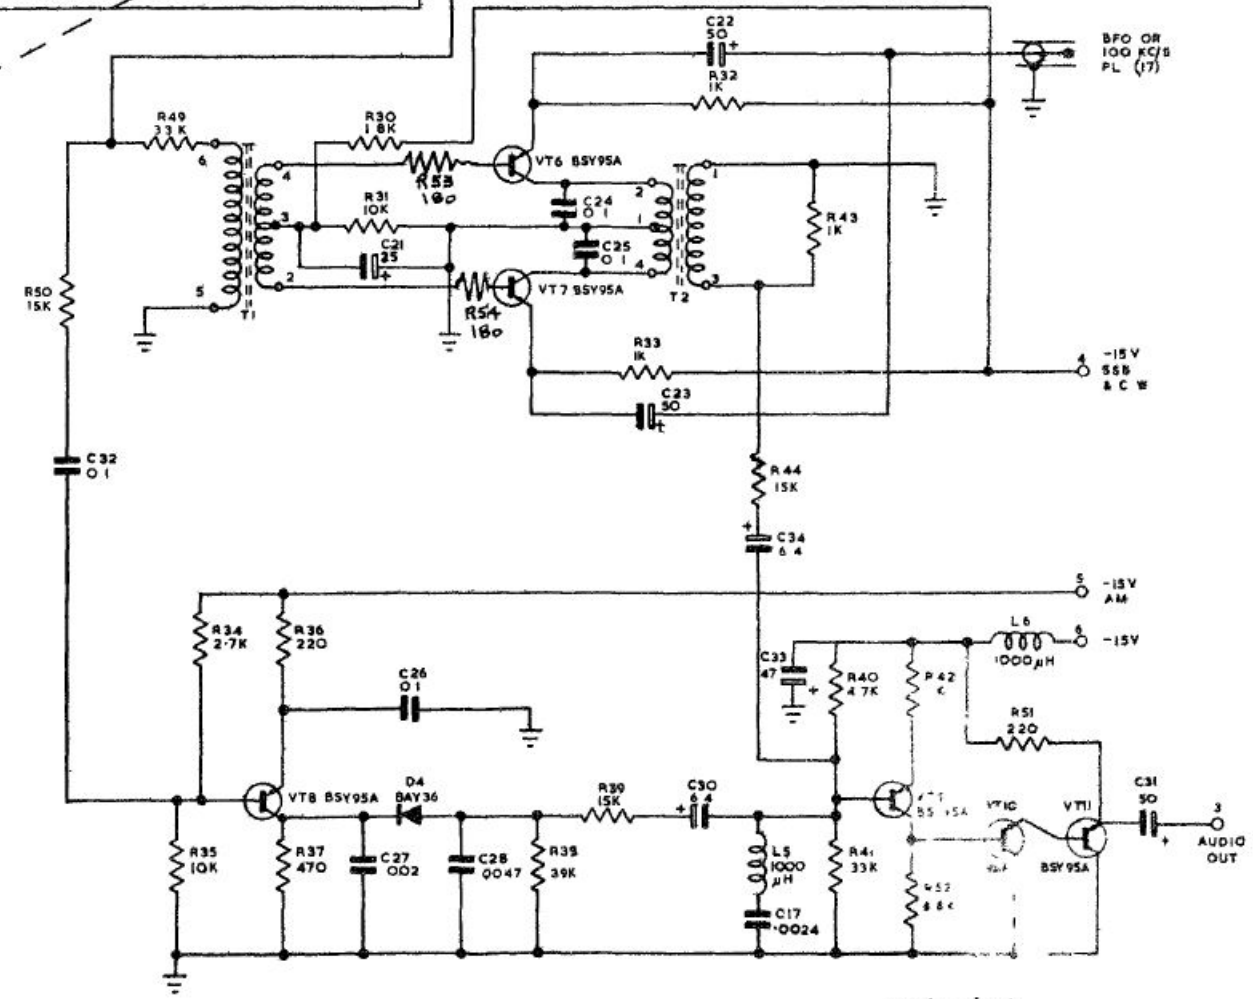 C22
50
+
BFO OR
100 KC/S
PL (17)
R32
1K
R49
33K
R30
1 8K
6
4
VT6 BSY95A
1
R53
180
2
R31
10K
C24
0 1
3
1
R43
1K
C21
25
+
C25
0 1
R50
15K
5
2
4
3
T1
VT7 BSY95A
T2
R54
180
R33
1K
4
-15V
SSB
& C W
C23
50
+
C32
0 1
R44
15K
+
C34
6 4
5
-15V
AM
R34
2·7K
R36
220
L6
6
-15V
1000 µH
C33
47
+
C26
0 1
R40
4 7K
R42
R51
220
D4
BAY36
R39
15K
C30
6 4
+
C31
50
3
VT8 BSY95A
VT10
VT11
+
AUDIO
OUT
R35
10K
R37
470
C27
002
C28
0047
39K
L5
1000
µH
R41
33K
BSY95A
C17
·0024
R52